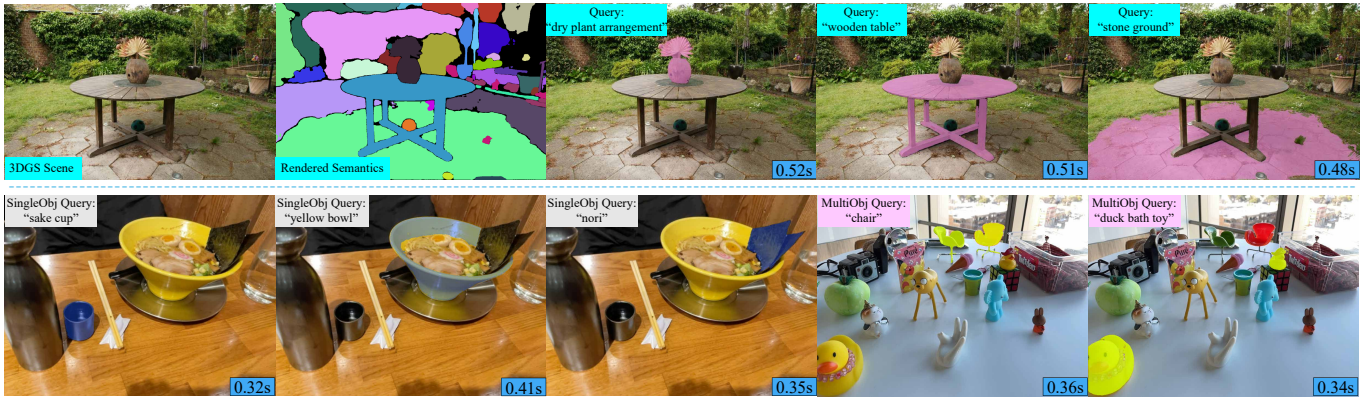 3DGS Scene
Rendered Semantics
Query:
“dry plant arrangement”
0.52s
Query:
“wooden table”
0.51s
Query:
“stone ground”
0.48s
SingleObj Query:
“sake cup”
0.32s
SingleObj Query:
“yellow bowl”
0.41s
SingleObj Query:
“nori”
0.35s
MultiObj Query:
“chair”
0.36s
MultiObj Query:
“duck bath toy”
0.34s